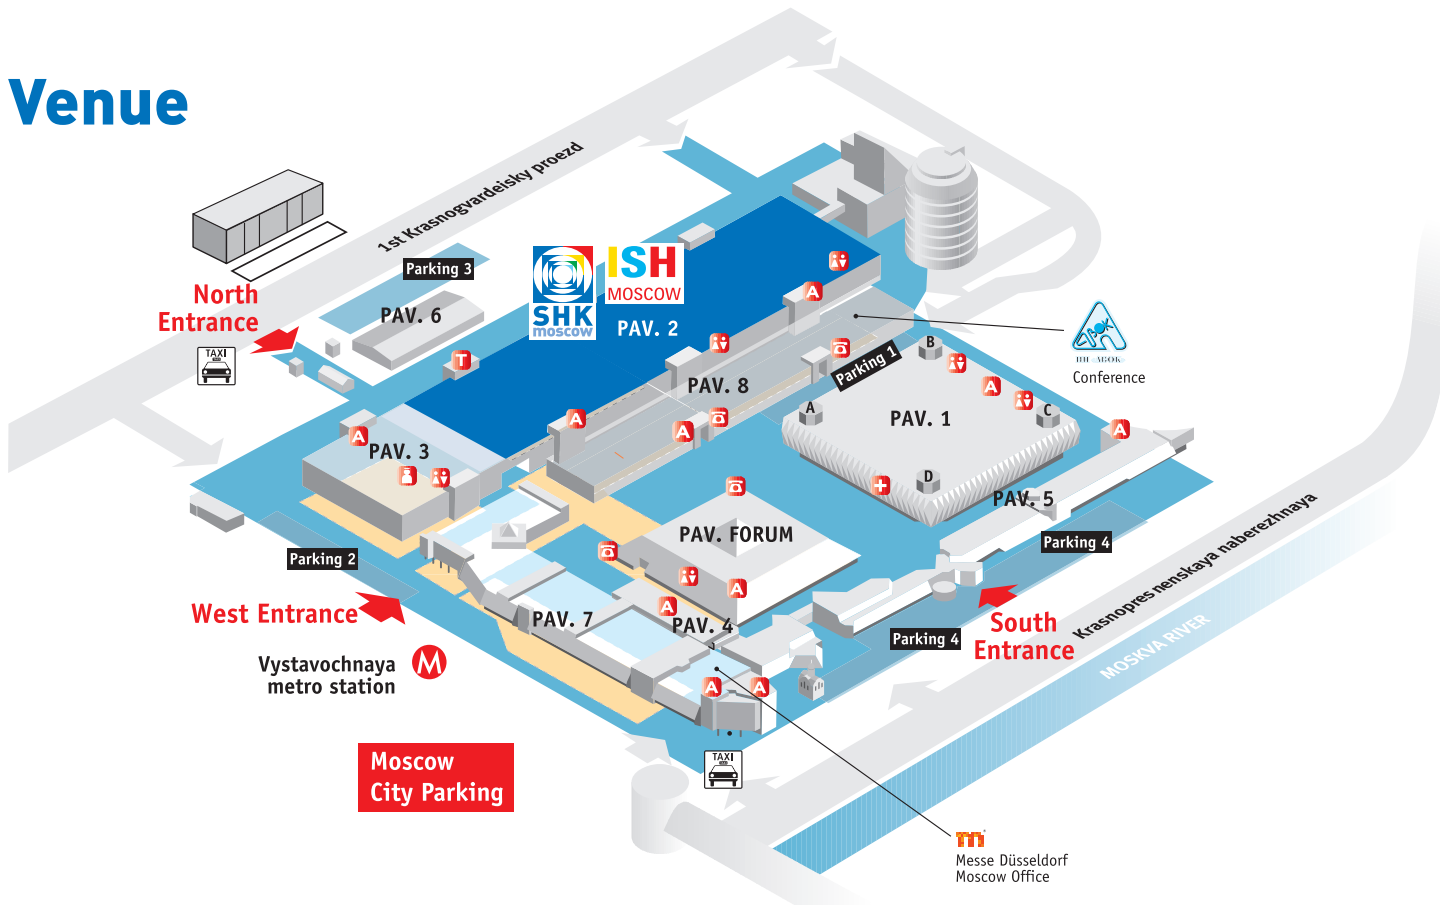 Venue
1st Krasnogvardeisky proezd
Parking 3
North
Entrance
TAXI
PAV. 6
SHK
moscow
ISH
MOSCOW
PAV. 2
T
A
PAV. 3
A
PAV. 8
A
A
Parking 1
Conference
B
A
C
D
A
PAV. 1
A
PAV. 5
Parking 4
Parking 2
West Entrance
Vystavochnaya
metro station
M
PAV. FORUM
A
PAV. 7
A
PAV. 4
A
A
Parking 4
South
Entrance
Krasnopres nenskaya naberezhnaya
MOSKVA RIVER
Moscow
City Parking
TAXI
m
Messe Düsseldorf
Moscow Office